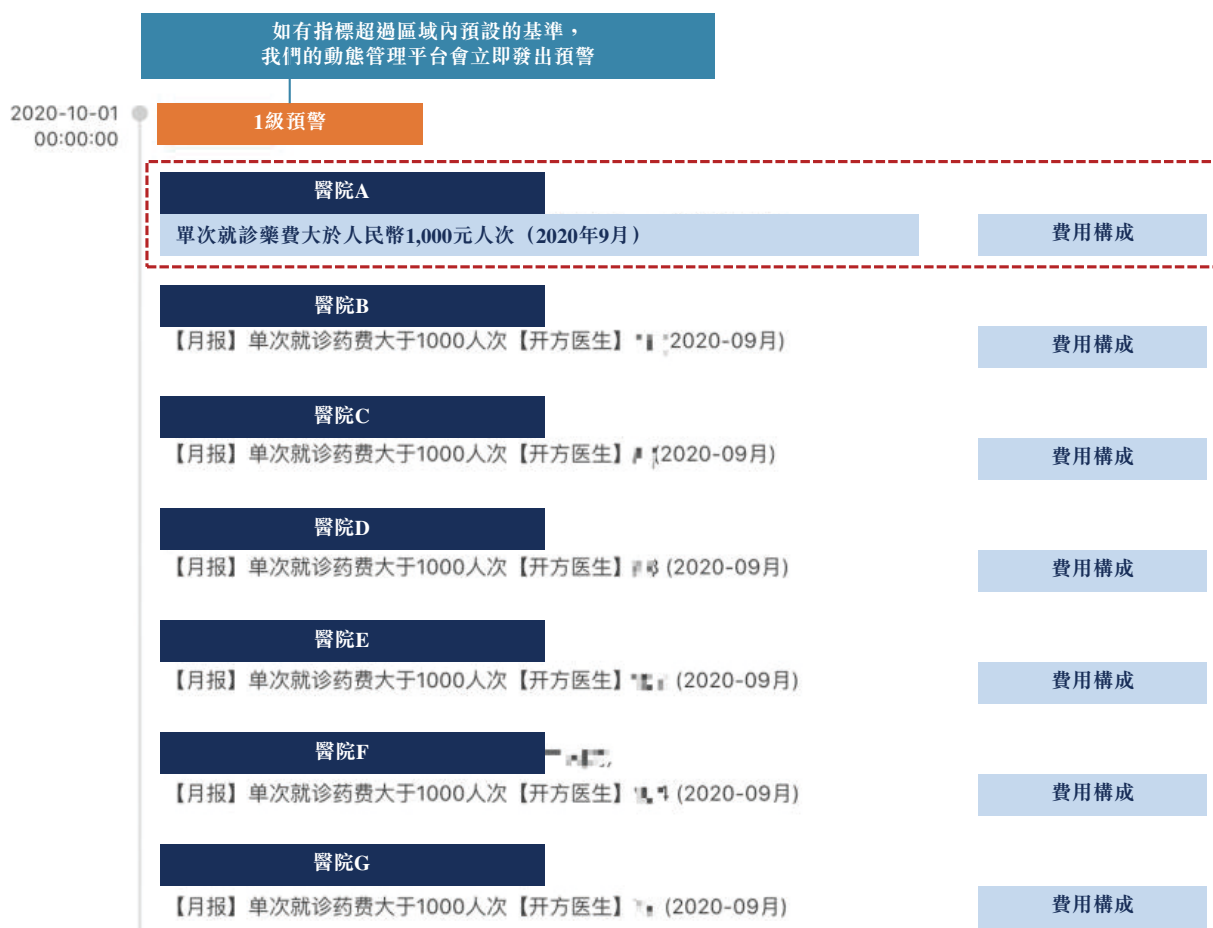 如有指標超過區域內預設的基準，
我們的動態管理平台會立即發出預警
2020-10-01
00:00:00
1級預警
醫院A
單次就診藥費大於人民幣1,000元人次（2020年9月）
費用構成
醫院B
【月报】单次就诊药费大于1000人次【开方医生】 2020-09月)
費用構成
醫院C
【月报】单次就诊药费大于1000人次【开方医生】 (2020-09月)
費用構成
醫院D
【月报】单次就诊药费大于1000人次【开方医生】 (2020-09月)
費用構成
醫院E
【月报】单次就诊药费大于1000人次【开方医生】 (2020-09月)
費用構成
醫院F
【月报】单次就诊药费大于1000人次【开方医生】 (2020-09月)
費用構成
醫院G
【月报】单次就诊药费大于1000人次【开方医生】 (2020-09月)
費用構成